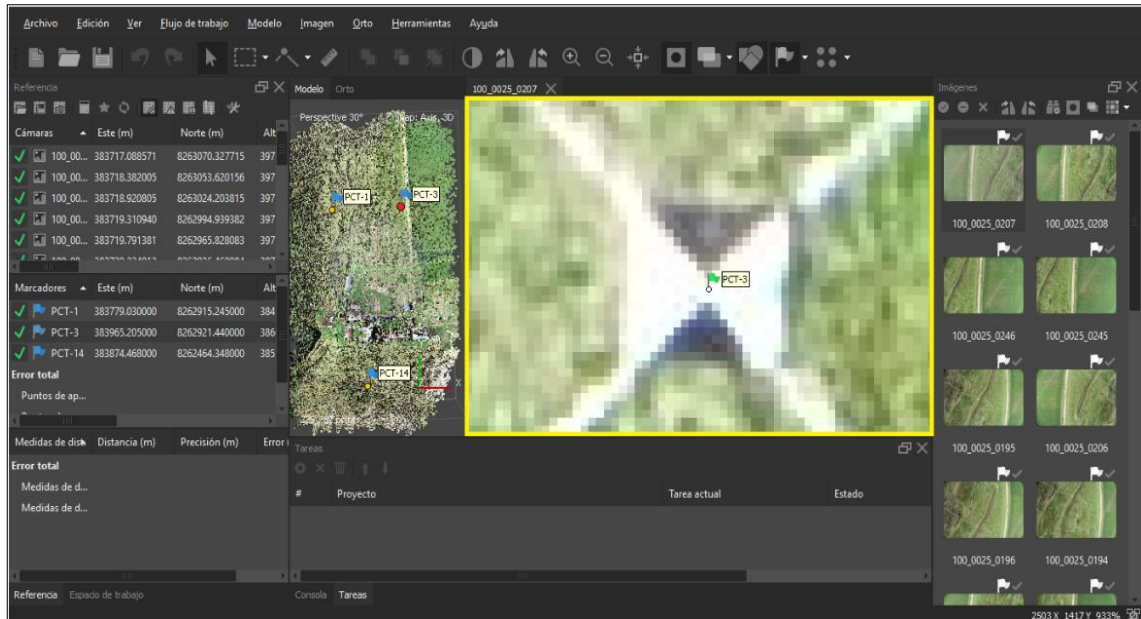 Archivo Edición Ver Flujo de trabajo Modelo Imagen Orto Herramientas Ayuda
Referencia
Cámaras Este (m) Norte (m) Alt
100_00... 383717.088571 8263070.327715 397
100_00... 383718.382005 8263053.620156 397
100_00... 383718.920805 8263024.203815 397
100_00... 383719.310940 8262994.939382 397
100_00... 383719.791381 8262965.828083 397
Marcadores Este (m) Norte (m) Alt
PCT-1 383779.030000 8262915.245000 384
PCT-3 383965.205000 8262921.440000 386
PCT-14 383874.468000 8262464.348000 385
Error total
Puntos de ap...
Medidas de dist Distancia (m) Precisión (m) Error
Error total
Medidas de d...
Medidas de d...
Referencia Espacio de trabajo
Modelo Orto
Perspective 30°
Snap: Axis, 3D
PCT-1
PCT-3
PCT-14
X
100_0025_0207
PCT-3
Tareas
# Proyecto Tarea actual Estado
Consola Tareas
Imágenes
100_0025_0207 100_0025_0208
100_0025_0246 100_0025_0245
100_0025_0195 100_0025_0206
100_0025_0196 100_0025_0194
2503 X 1417 Y 933%